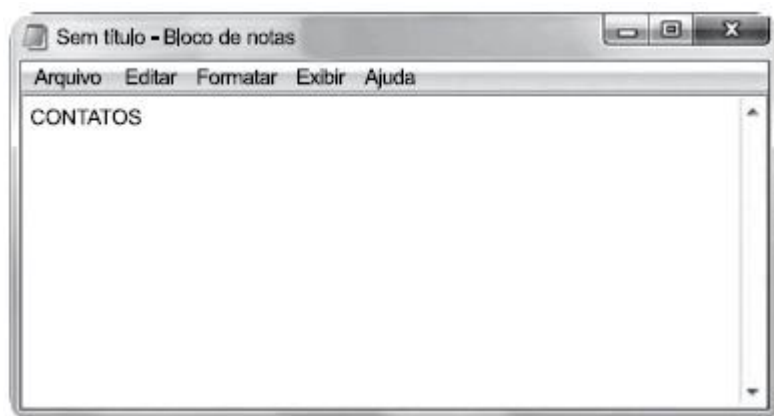 Sem título - Bloco de notas
Arquivo Editar Formatar Exibir Ajuda
CONTATOS